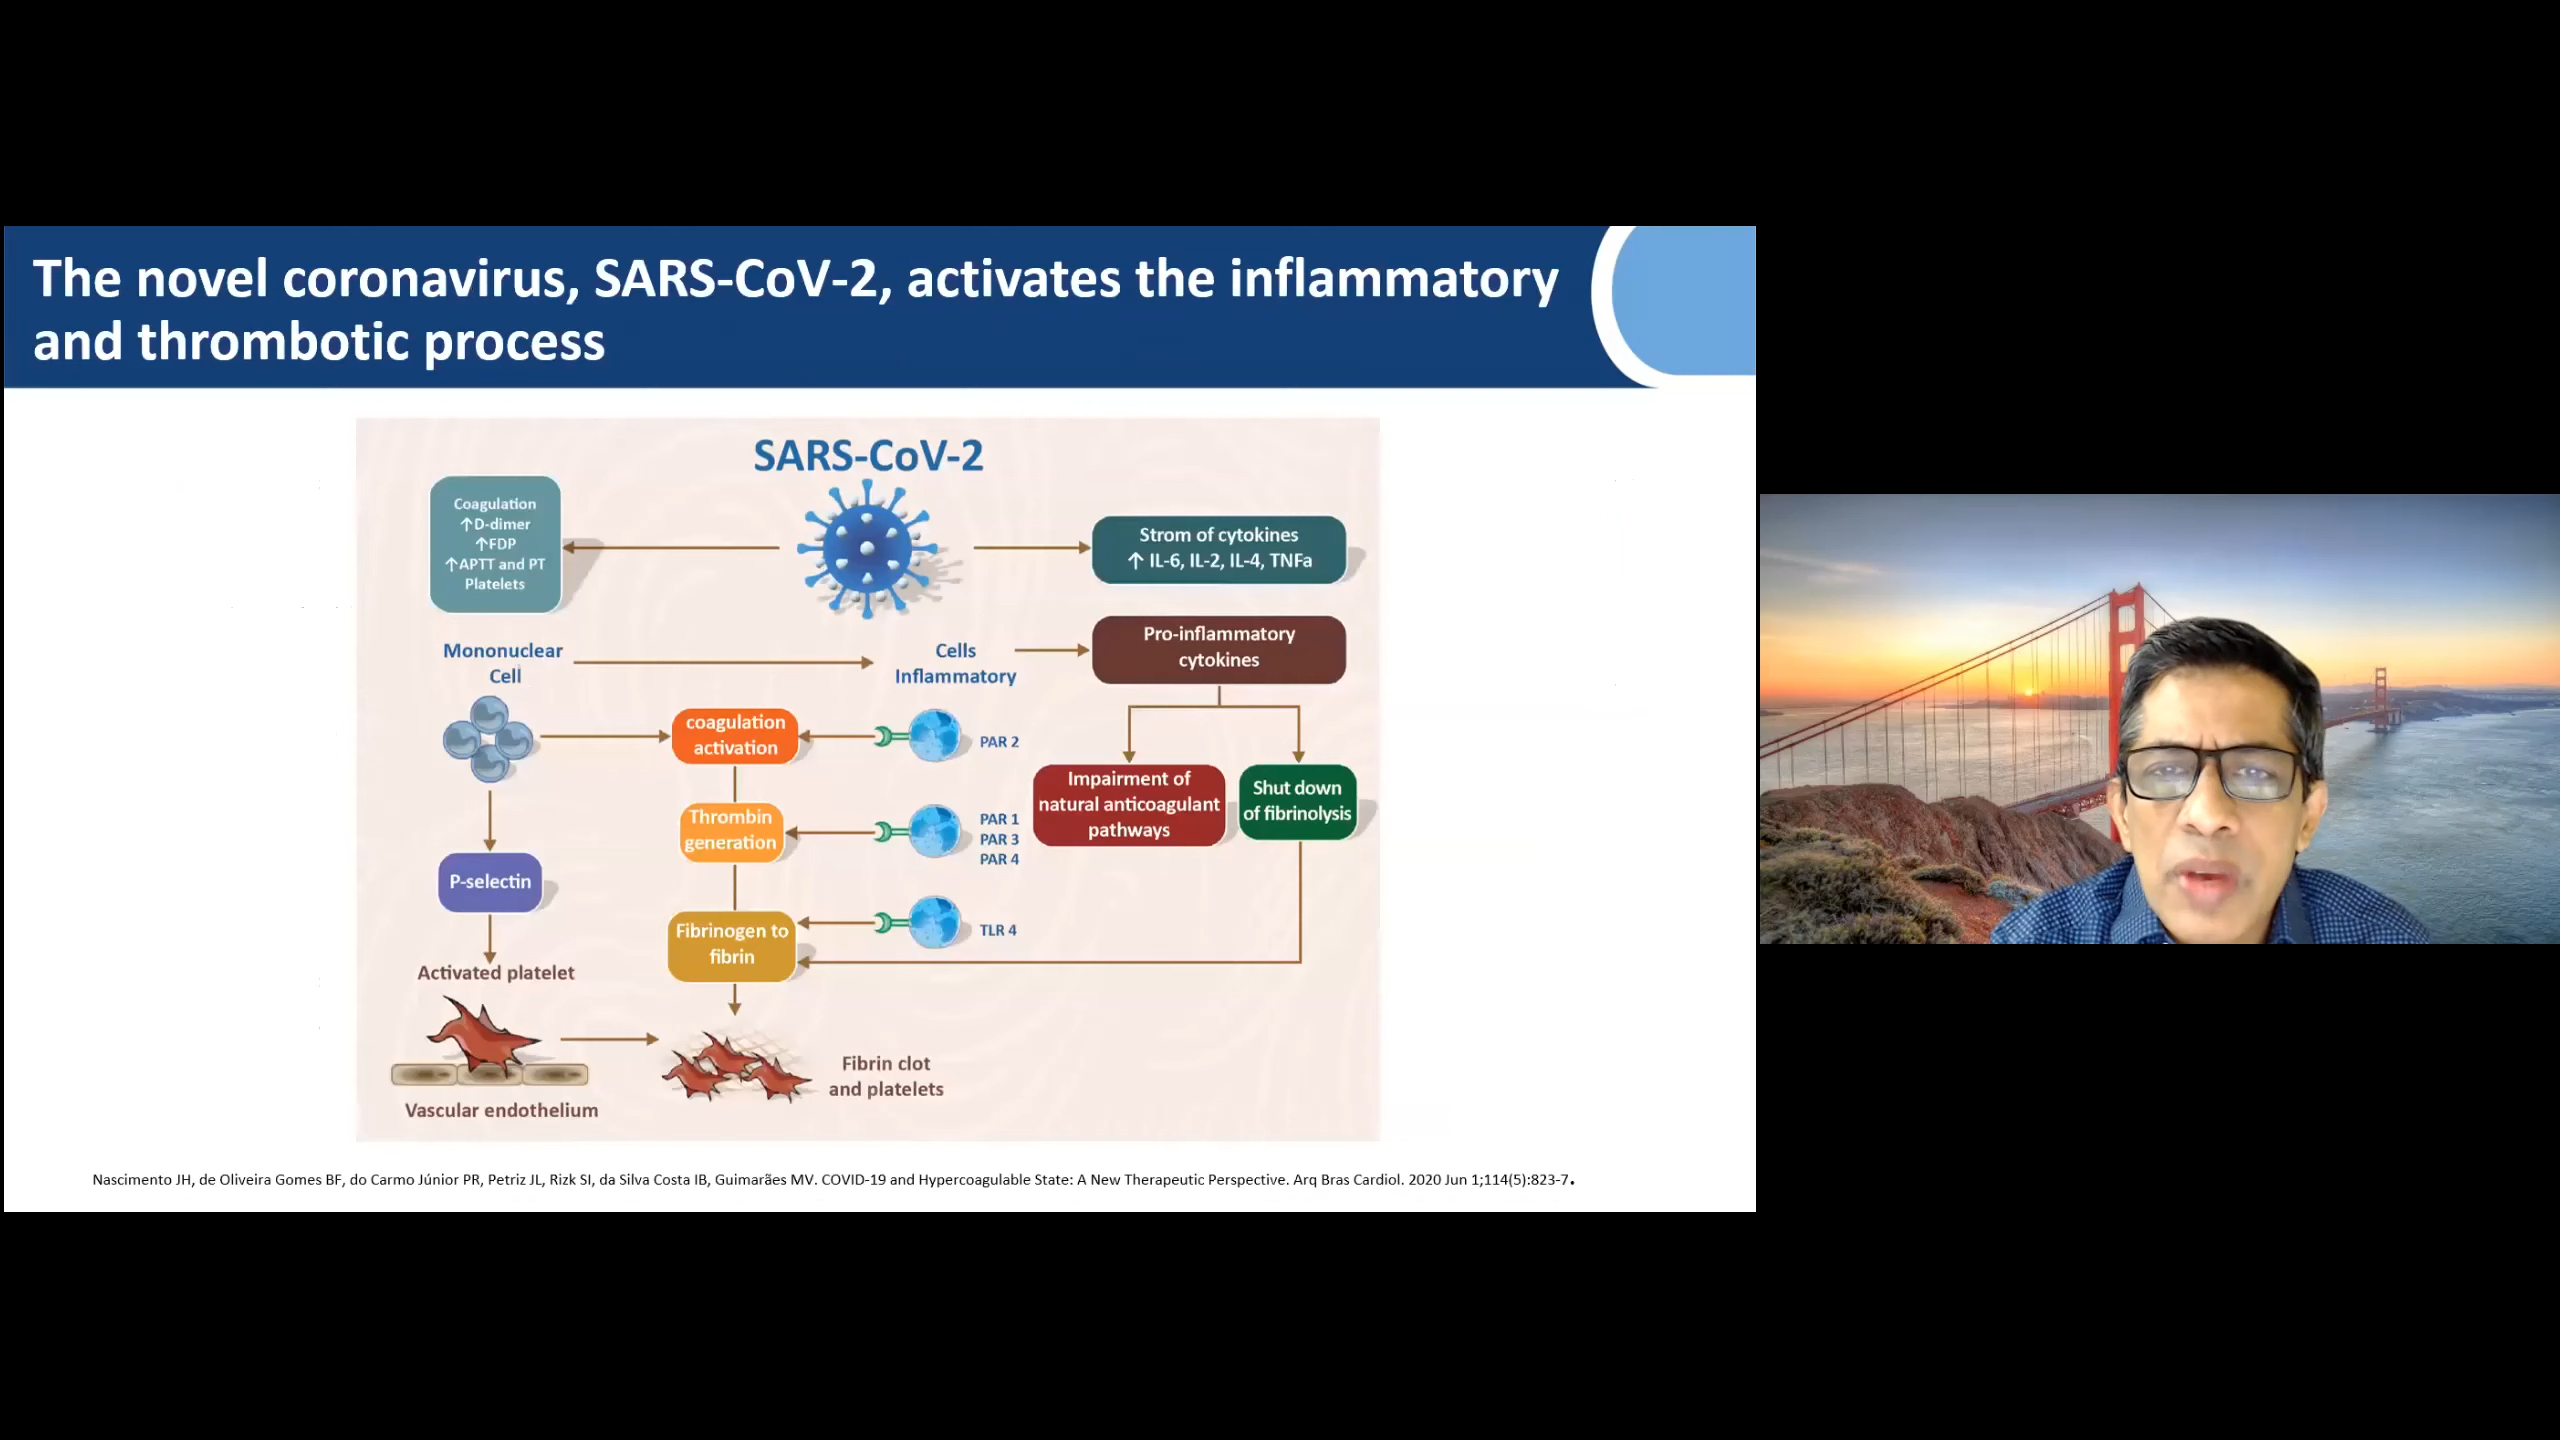 The novel coronavirus, SARS-CoV-2, activates the inflammatory
and thrombotic process
SARS-CoV-2
Coagulation
↑D-dimer
↑FDP
↑APTT and PT
Platelets
Strom of cytokines
↑ IL-6, IL-2, IL-4, TNFa
Mononuclear
Cell
Cells
Inflammatory
Pro-inflammatory
cytokines
coagulation
activation
PAR 2
Impairment of
natural anticoagulant
pathways
Shut down
of fibrinolysis
Thrombin
generation
PAR 1
PAR 3
PAR 4
P-selectin
Fibrinogen to
fibrin
TLR 4
Activated platelet
Fibrin clot
and platelets
Vascular endothelium
Nascimento JH, de Oliveira Gomes BF, do Carmo Júnior PR, Petriz JL, Rizk SI, da Silva Costa IB, Guimarães MV. COVID-19 and Hypercoagulable State: A New Therapeutic Perspective. Arq Bras Cardiol. 2020 Jun 1;114(5):823-7.